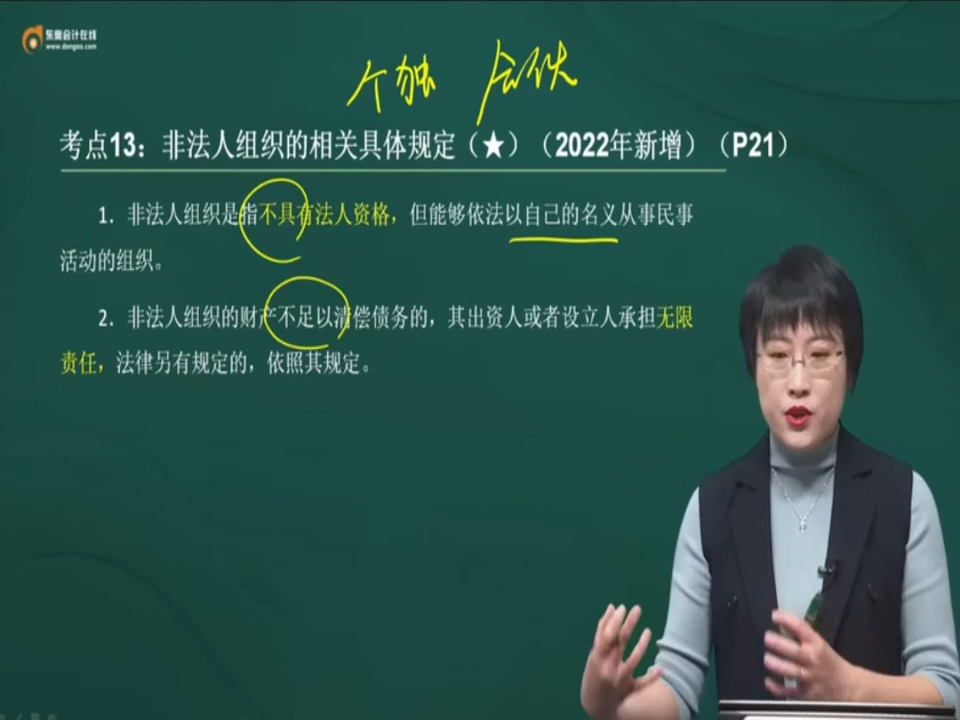 东奥会计在线
www.dongao.com
个独 合伙
考点13：非法人组织的相关具体规定（★）（2022年新增）（P21）
1. 非法人组织是指不具有法人资格，但能够依法以自己的名义从事民事
活动的组织。
2. 非法人组织的财产不足以清偿债务的，其出资人或者设立人承担无限
责任，法律另有规定的，依照其规定。